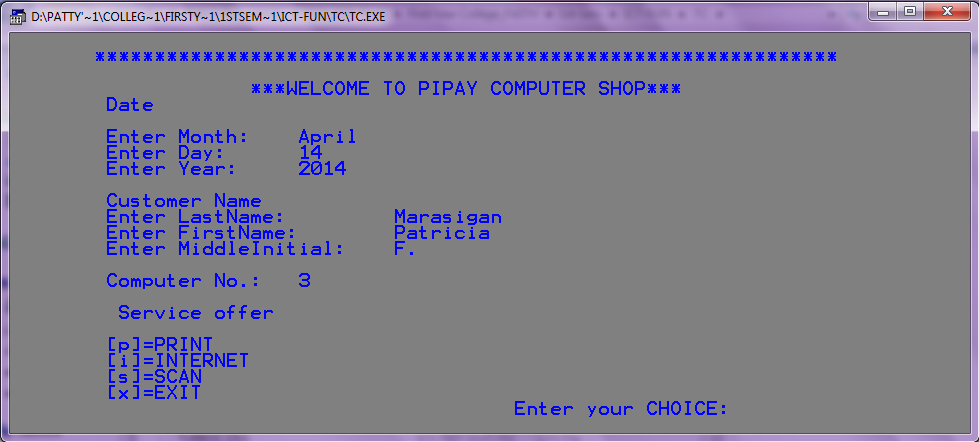 D:\PATTY'~1\COLLEG~1\FIRSTY~1\1STSEM~1\ICT-FUN\TC\TC.EXE
***************************************************************
***WELCOME TO PIPAY COMPUTER SHOP***
Date
Enter Month: April
Enter Day: 14
Enter Year: 2014
Customer Name
Enter LastName: Marasigan
Enter FirstName: Patricia
Enter MiddleInitial: F.
Computer No.: 3
Service offer
[p]=PRINT
[i]=INTERNET
[s]=SCAN
[x]=EXIT
Enter your CHOICE: